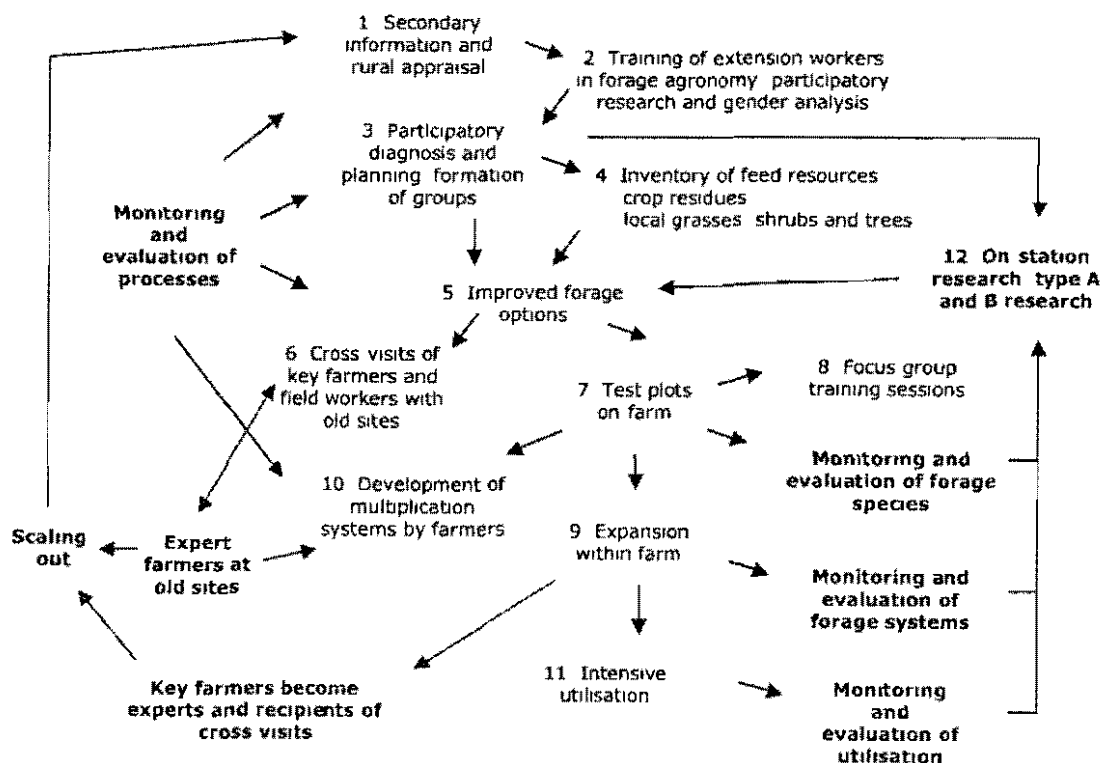 1 Secondary
information and
rural appraisal
2 Training of extension workers
in forage agronomy participatory
research and gender analysis
3 Participatory
diagnosis and
planning formation
of groups
4 Inventory of feed resources
crop residues
local grasses shrubs and trees
Monitoring
and
evaluation of
processes
12 On station
research type A
and B research
5 Improved forage
options
6 Cross visits of
key farmers and
field workers with
old sites
7 Test plots
on farm
8 Focus group
training sessions
Monitoring and
evaluation of forage
species
10 Development of
multiplication
systems by farmers
9 Expansion
within farm
Scaling
out
Expert
farmers at
old sites
Monitoring and
evaluation of
forage systems
11 Intensive
utilisation
Key farmers become
experts and recipients of
cross visits
Monitoring
and
evaluation of
utilisation